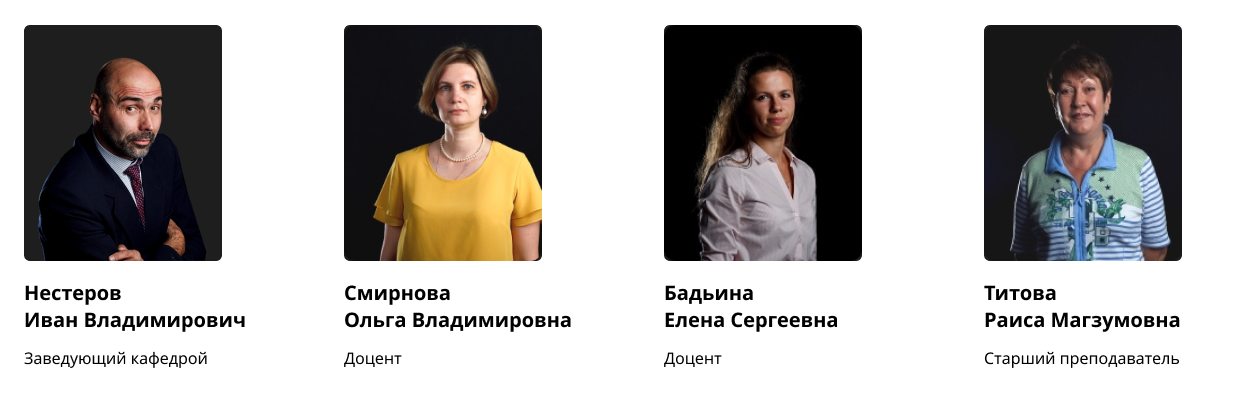 Нестеров
Иван Владимирович
Заведующий кафедрой
Смирнова
Ольга Владимировна
Доцент
Бадьина
Елена Сергеевна
Доцент
Титова
Раиса Магзумовна
Старший преподаватель